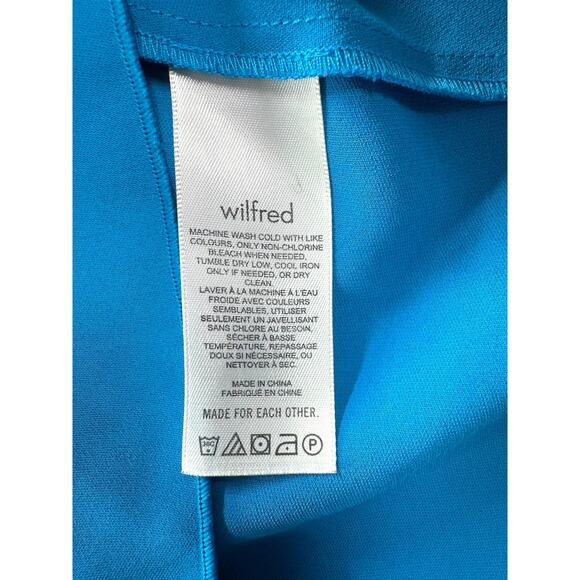 wilfred
MACHINE WASH COLD WITH LIKE
COLOURS, ONLY NON-CHLORINE
BLEACH WHEN NEEDED,
TUMBLE DRY LOW, COOL IRON
ONLY IF NEEDED, OR DRY
CLEAN.
LAVER À LA MACHINE À L'EAU
FROIDE AVEC COULEURS
SEMBLABLES, UTILISER
SEULEMENT UN JAVELLISANT
SANS CHLORE AU BESOIN,
SÉCHER À BASSE
TEMPÉRATURE, REPASSAGE
DOUX SI NÉCESSAIRE, OU
NETTOYER À SEC.
MADE IN CHINA
FABRIQUÉ EN CHINE
MADE FOR EACH OTHER.
30C P